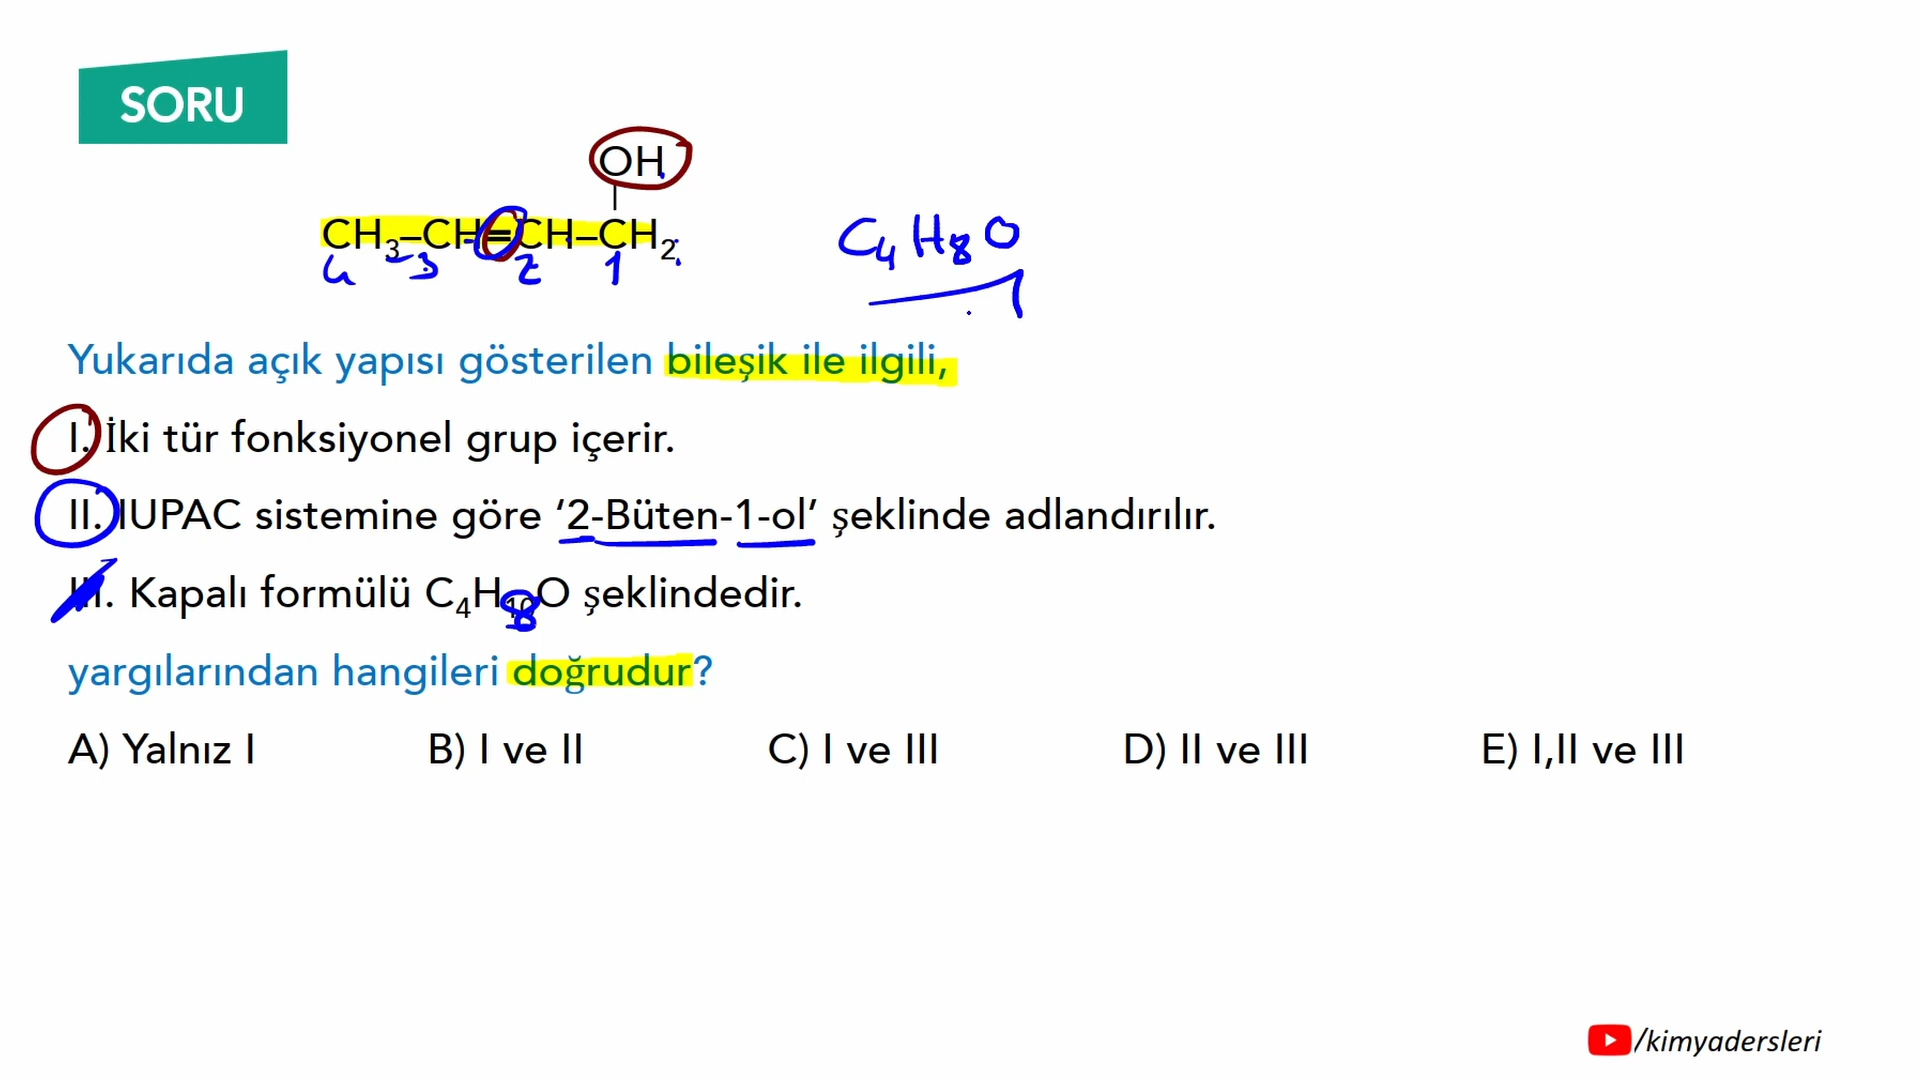 SORU
OH
CH3–CH=CH–CH2
4 3 2 1
C4H8O
Yukarıda açık yapısı gösterilen bileşik ile ilgili,
I. İki tür fonksiyonel grup içerir.
II. IUPAC sistemine göre ‘2-Büten-1-ol’ şeklinde adlandırılır.
III. Kapalı formülü C4H10O şeklindedir.
8
yargılarından hangileri doğrudur?
A) Yalnız I B) I ve II C) I ve III D) II ve III E) I,II ve III
/kimyadersleri